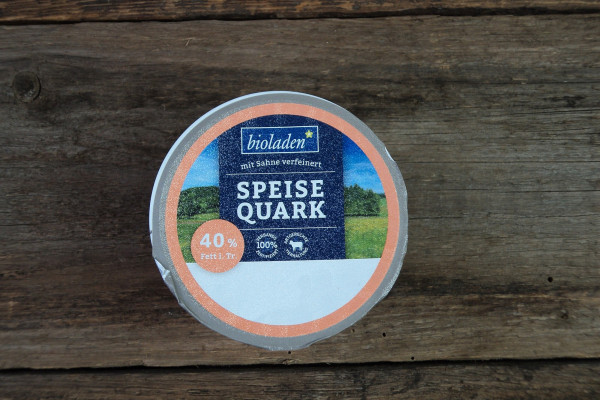 bioladen*
mit Sahne verfeinert
SPEISE
QUARK
40 %
Fett i. Tr.
100%